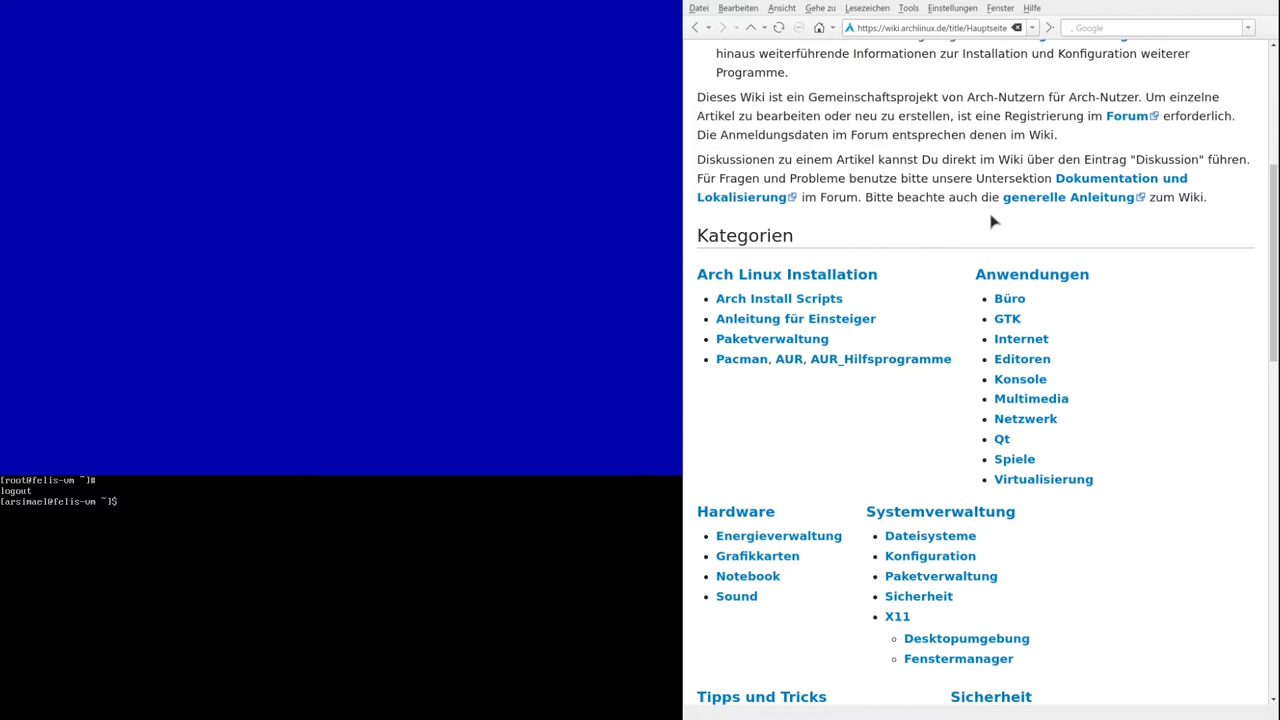 Datei Bearbeiten Ansicht Gehe zu Lesezeichen Tools Einstellungen Fenster Hilfe
https://wiki.archlinux.de/title/Hauptseite
Google
hinaus weiterführende Informationen zur Installation und Konfiguration weiterer
Programme.
Dieses Wiki ist ein Gemeinschaftsprojekt von Arch-Nutzern für Arch-Nutzer. Um einzelne
Artikel zu bearbeiten oder neu zu erstellen, ist eine Registrierung im Forum erforderlich.
Die Anmeldungsdaten im Forum entsprechen denen im Wiki.
Diskussionen zu einem Artikel kannst Du direkt im Wiki über den Eintrag "Diskussion" führen.
Für Fragen und Probleme benutze bitte unsere Untersektion Dokumentation und
Lokalisierung im Forum. Bitte beachte auch die generelle Anleitung zum Wiki.
Kategorien
Arch Linux Installation
• Arch Install Scripts
• Anleitung für Einsteiger
• Paketverwaltung
• Pacman, AUR, AUR_Hilfsprogramme
Anwendungen
• Büro
• GTK
• Internet
• Editoren
• Konsole
• Multimedia
• Netzwerk
• Qt
• Spiele
• Virtualisierung
Hardware
• Energieverwaltung
• Grafikkarten
• Notebook
• Sound
Systemverwaltung
• Dateisysteme
• Konfiguration
• Paketverwaltung
• Sicherheit
• X11
◦ Desktopumgebung
◦ Fenstermanager
Tipps und Tricks
Sicherheit
[root@felis-vm ~]#
logout
[arsimael@felis-vm ~]$